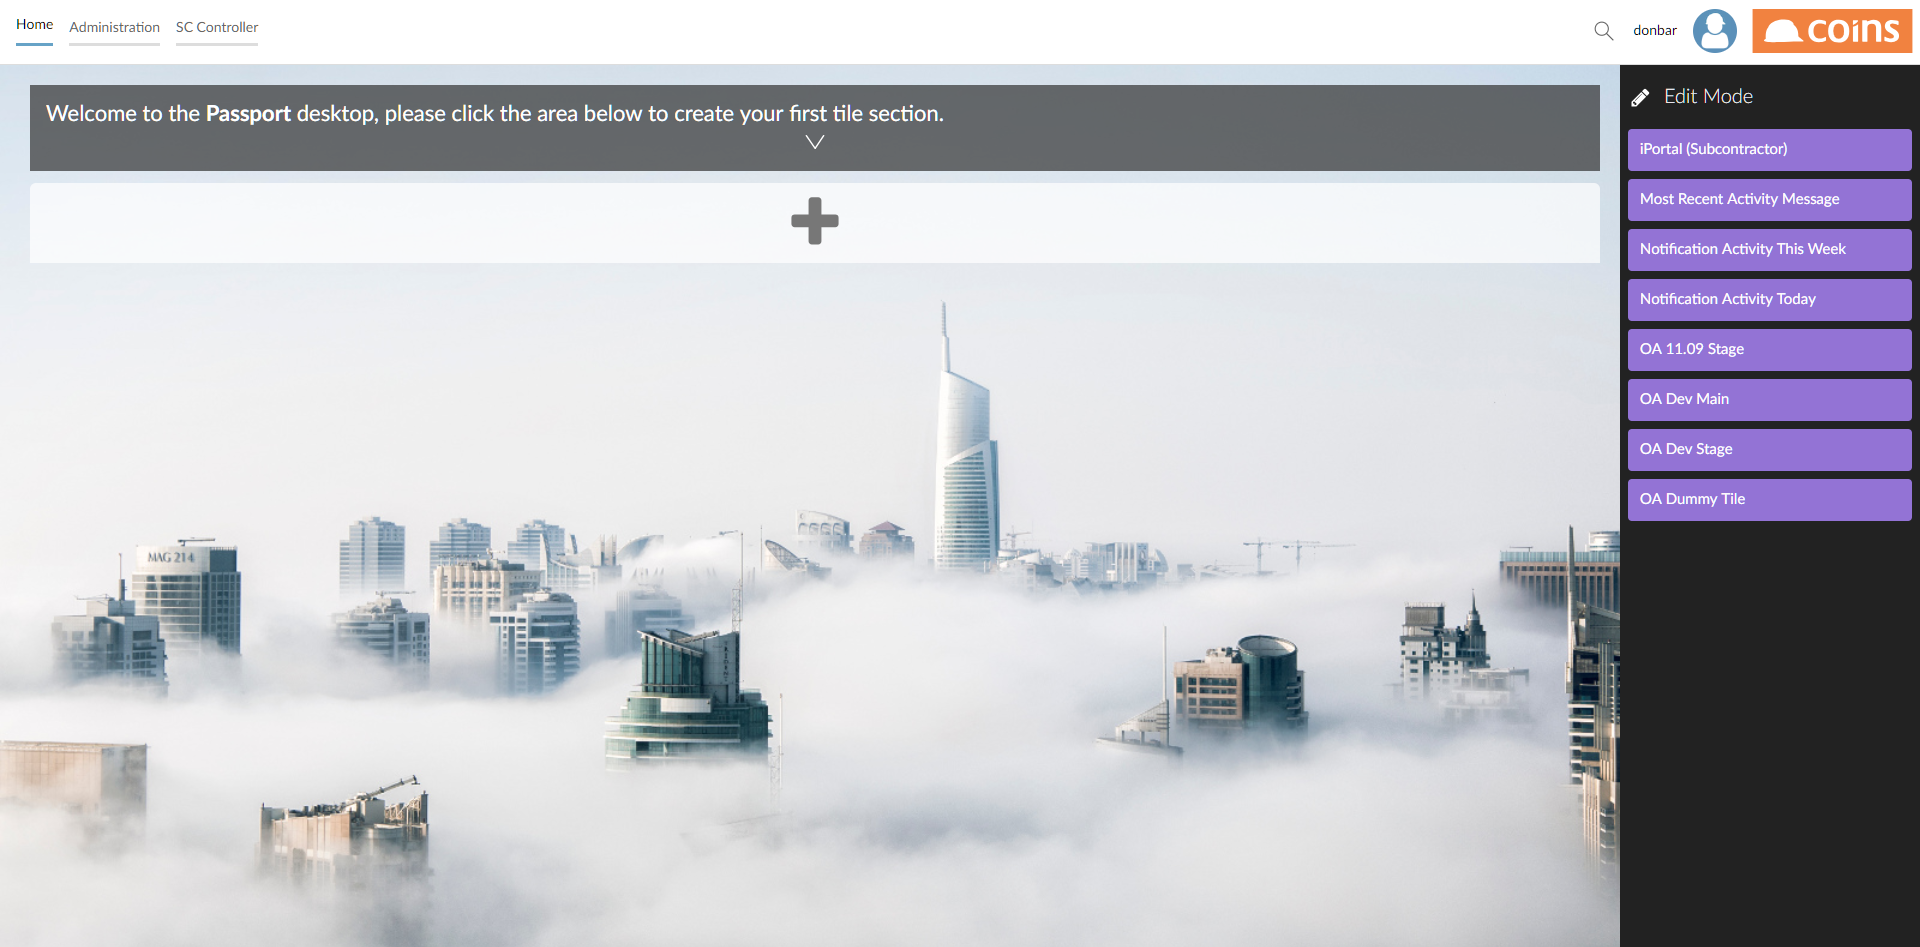 Home
Administration
SC Controller
donbar
coins
Welcome to the Passport desktop, please click the area below to create your first tile section.
Edit Mode
iPortal (Subcontractor)
Most Recent Activity Message
Notification Activity This Week
Notification Activity Today
OA 11.09 Stage
OA Dev Main
OA Dev Stage
OA Dummy Tile
MAG 214